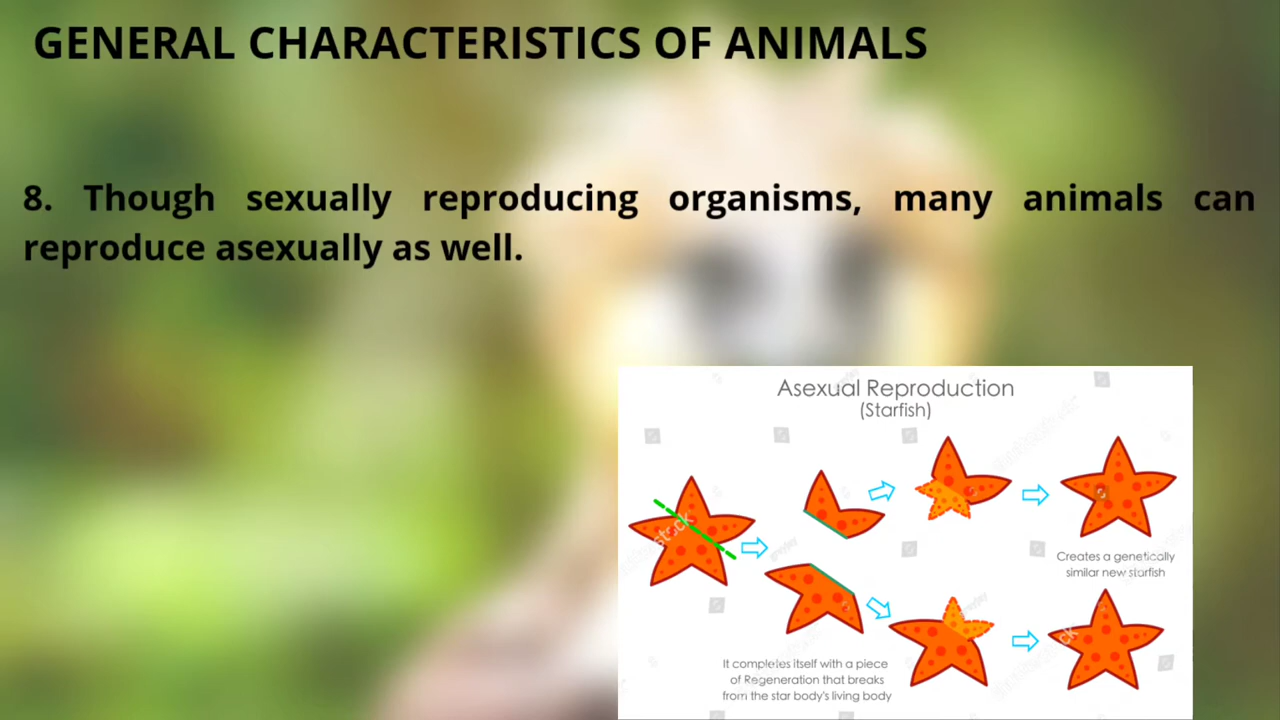 GENERAL CHARACTERISTICS OF ANIMALS
8. Though sexually reproducing organisms, many animals can
reproduce asexually as well.
Asexual Reproduction
(Starfish)
Creates a genetically
similar new starfish
It completes itself with a piece
of Regeneration that breaks
from the star body's living body